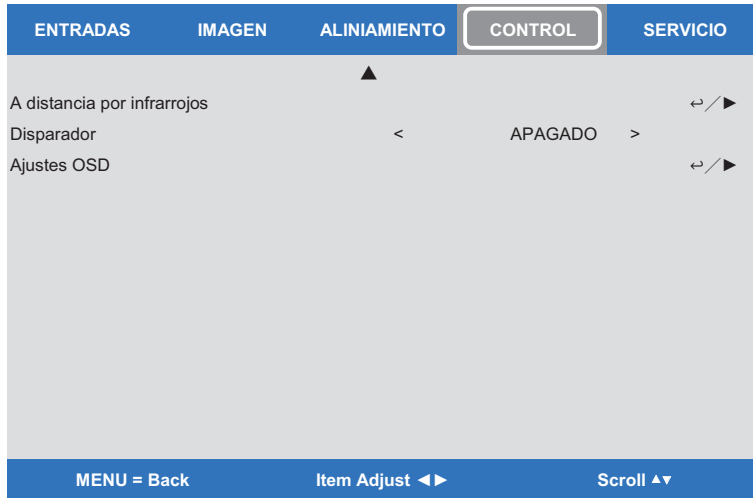 ENTRADAS IMAGEN ALINIAMIENTO CONTROL SERVICIO
▲
A distancia por infrarrojos ↩/►
Disparador < APAGADO >
Ajustes OSD ↩/►
MENU = Back Item Adjust ◄► Scroll ▲▼